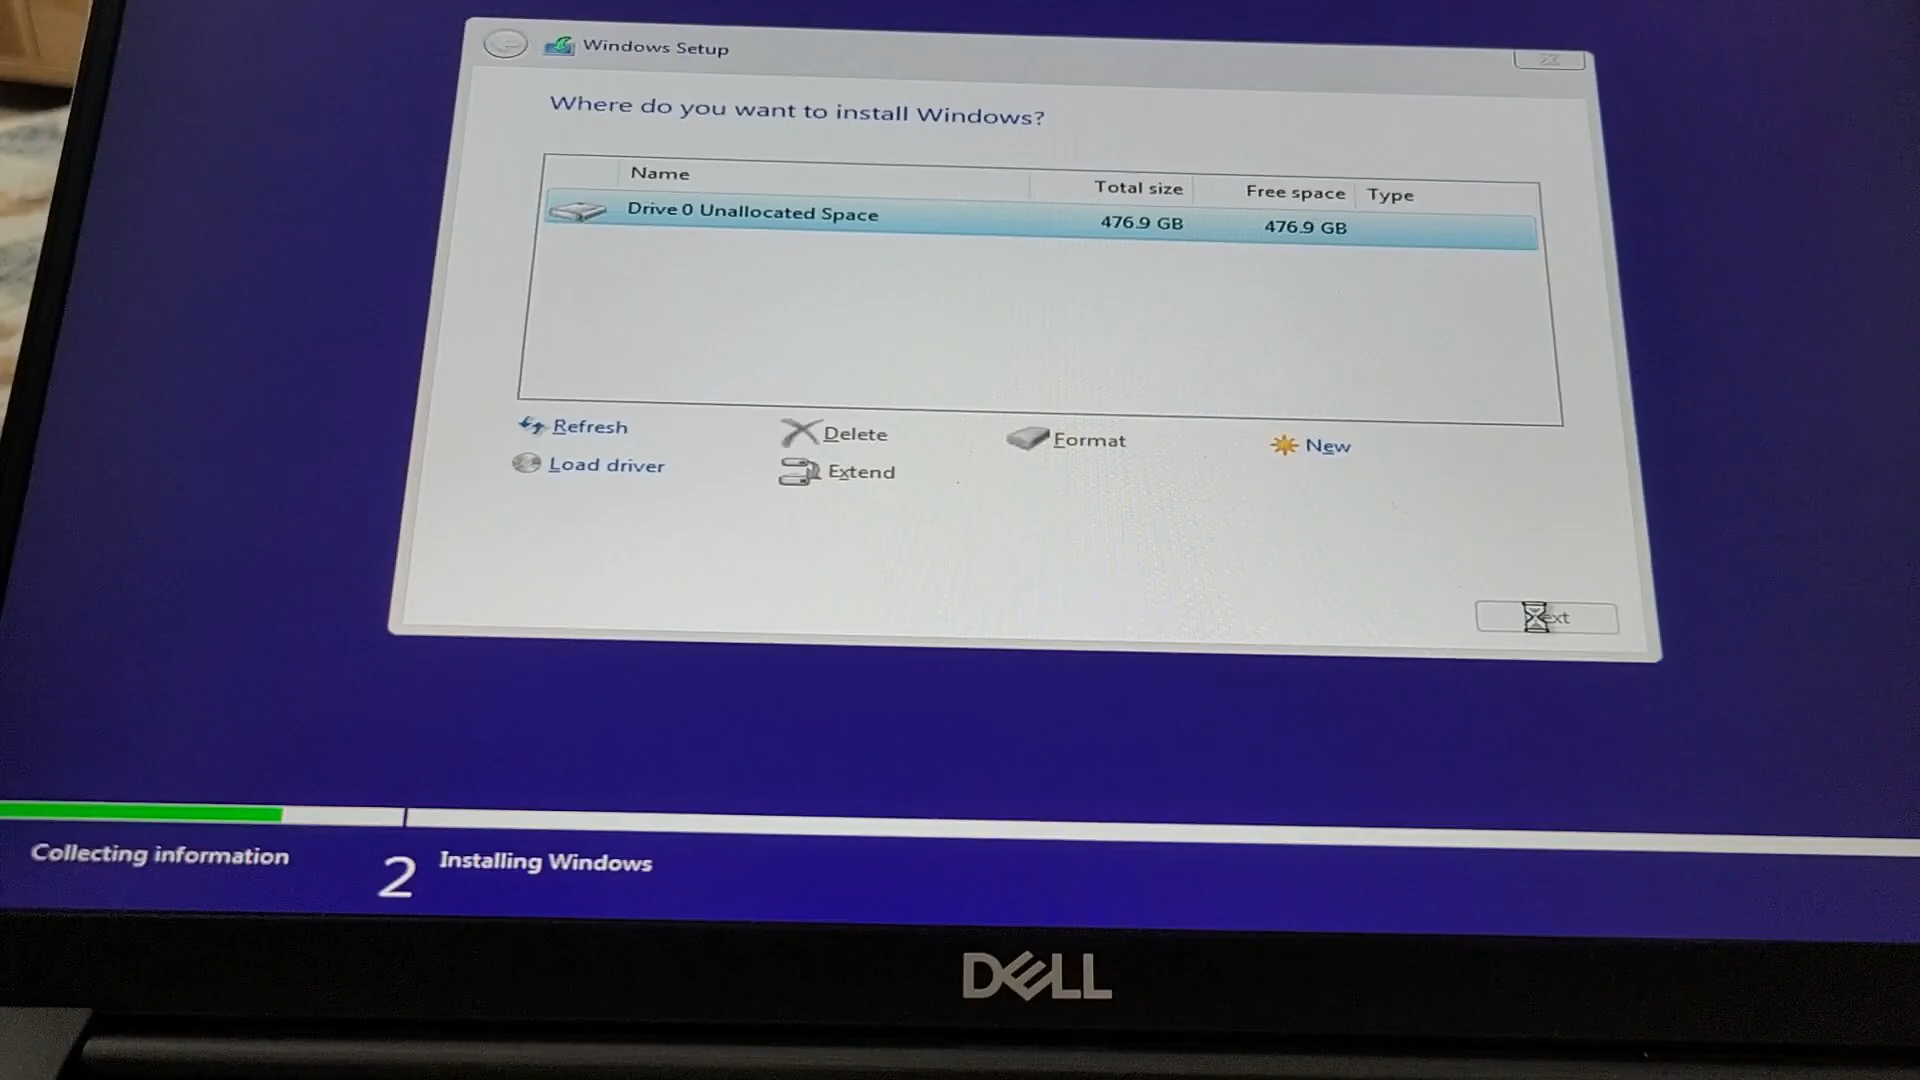 Windows Setup
Where do you want to install Windows?
Name Total size Free space Type
Drive 0 Unallocated Space 476.9 GB 476.9 GB
Refresh Delete Format New
Load driver Extend
Collecting information 2 Installing Windows
DELL